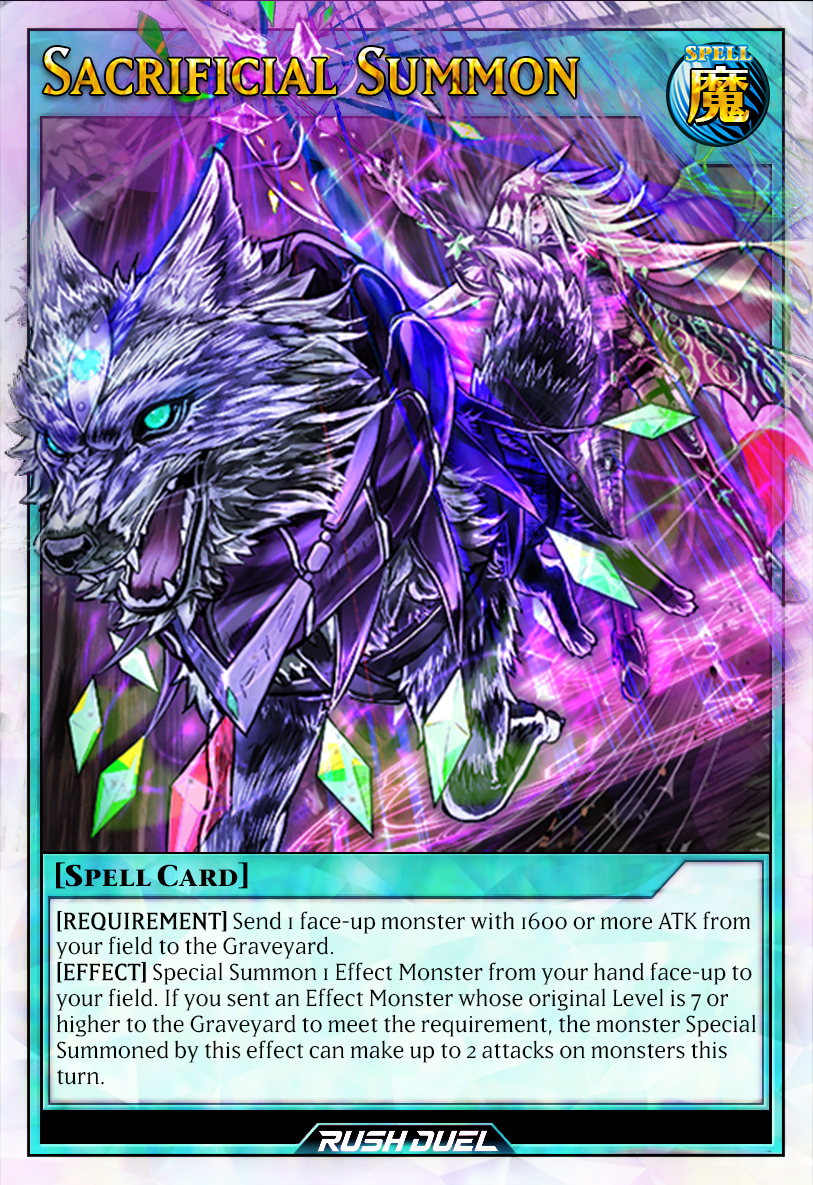 Sacrificial Summon
SPELL
魔
[Spell Card]
[REQUIREMENT] Send 1 face-up monster with 1600 or more ATK from
your field to the Graveyard.
[EFFECT] Special Summon 1 Effect Monster from your hand face-up to
your field. If you sent an Effect Monster whose original Level is 7 or
higher to the Graveyard to meet the requirement, the monster Special
Summoned by this effect can make up to 2 attacks on monsters this
turn.
RUSH DUEL